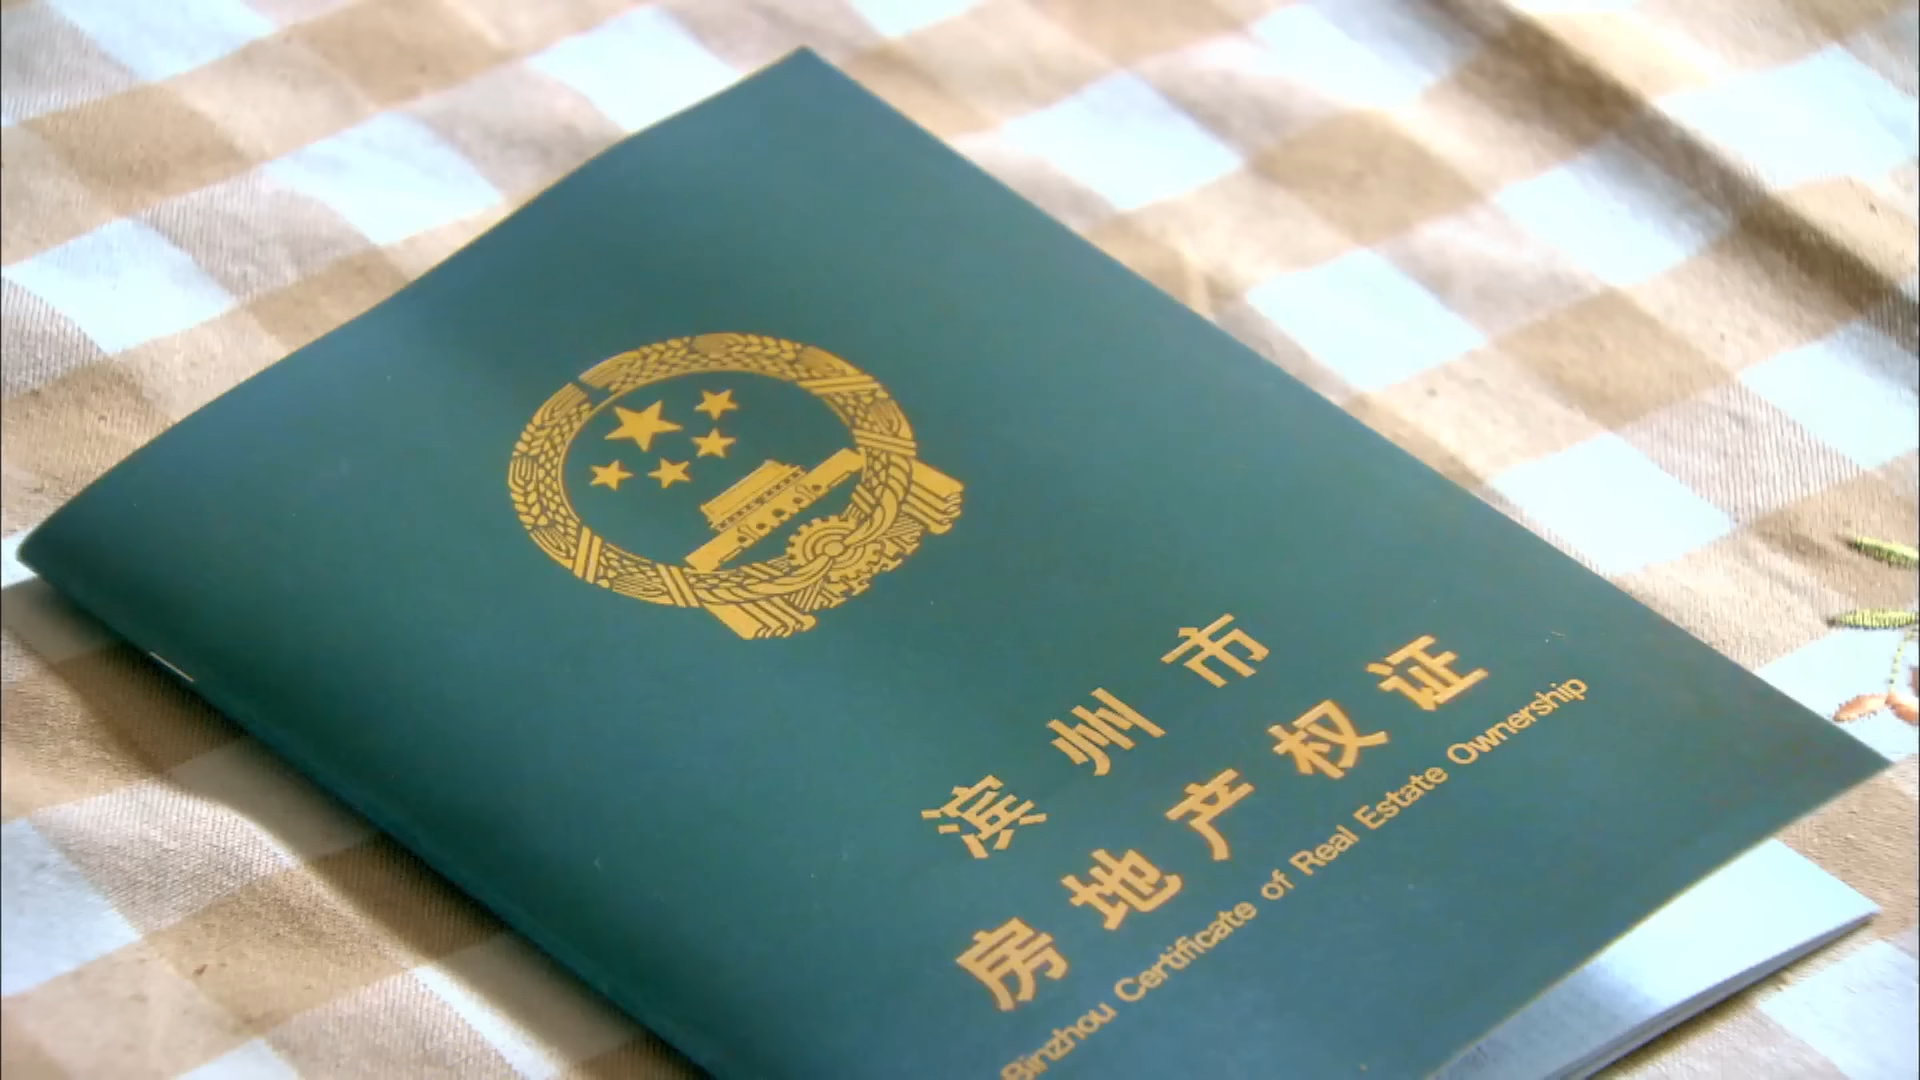 滨州市
房地产权证
Binzhou Certificate of Real Estate Ownership